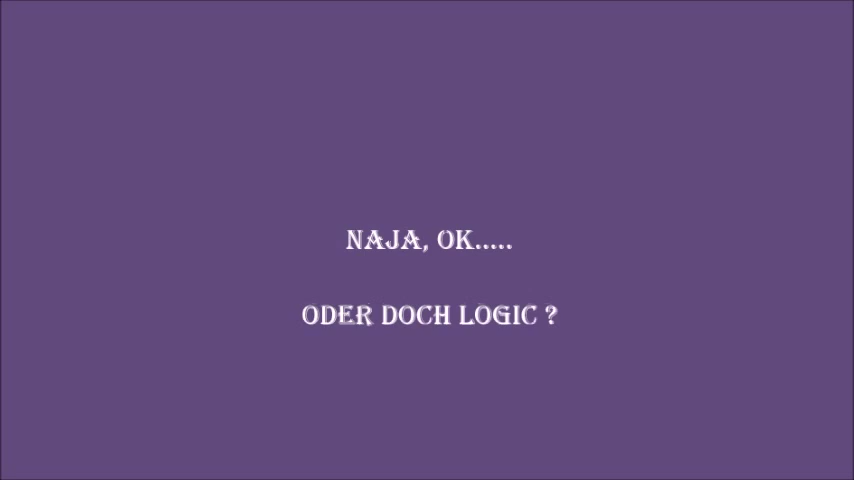 NAJA, OK.....
ODER DOCH LOGIC ?